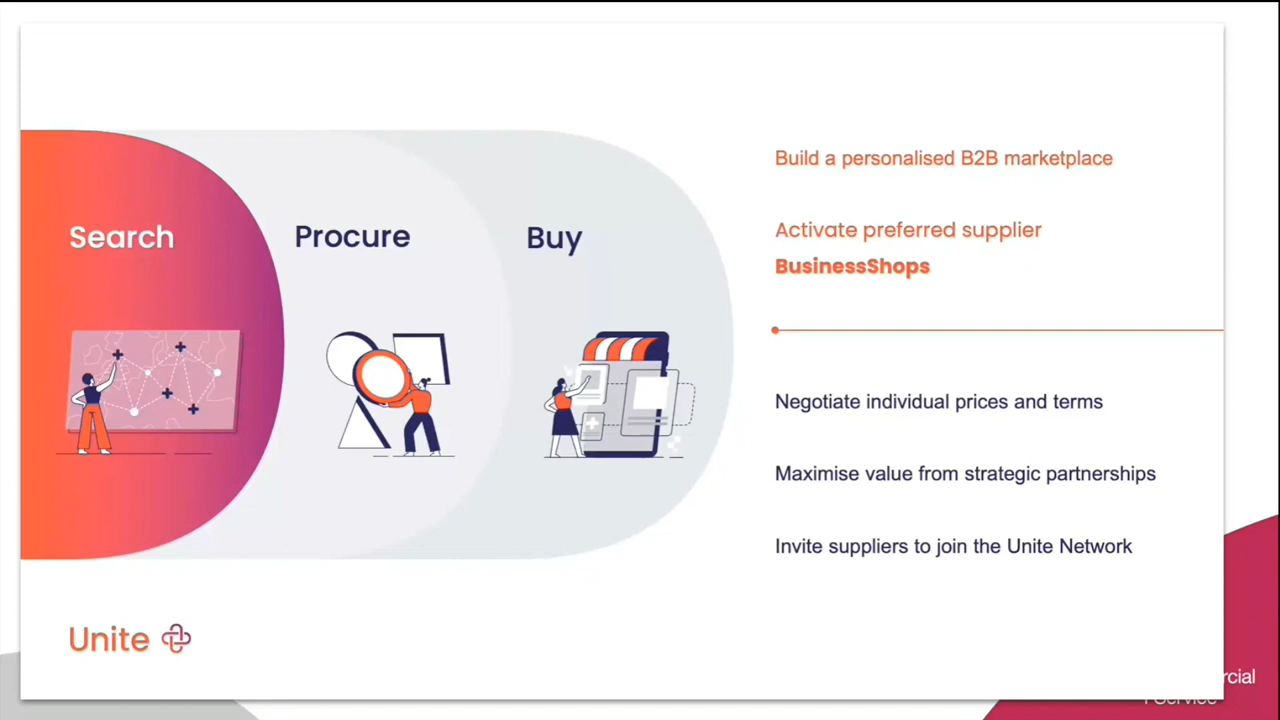 Search
Procure
Buy
Build a personalised B2B marketplace
Activate preferred supplier
BusinessShops
Negotiate individual prices and terms
Maximise value from strategic partnerships
Invite suppliers to join the Unite Network
Unite